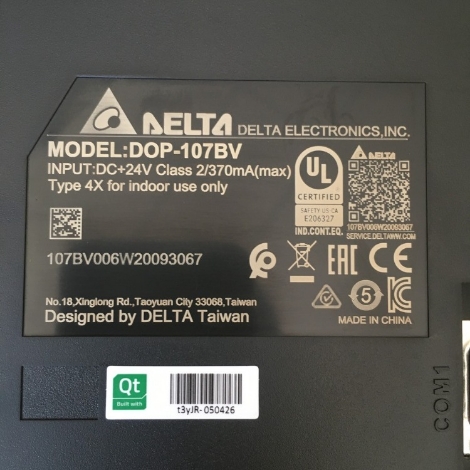 DELTA DELTA ELECTRONICS,INC.
MODEL:DOP-107BV
INPUT:DC+24V Class 2/370mA(max)
Type 4X for indoor use only
UL
CERTIFIED
SAFETY US CA
E206327
IND.CONT.EQ.
DELTA
107BV006W20093067
SERVICE.DELTAWW.COM
107BV006W20093067
EAC CE
5
No.18,Xinglong Rd.,Taoyuan City 33068,Taiwan
Designed by DELTA Taiwan
MADE IN CHINA
Qt
Built with
t3yJR-050426
COM1